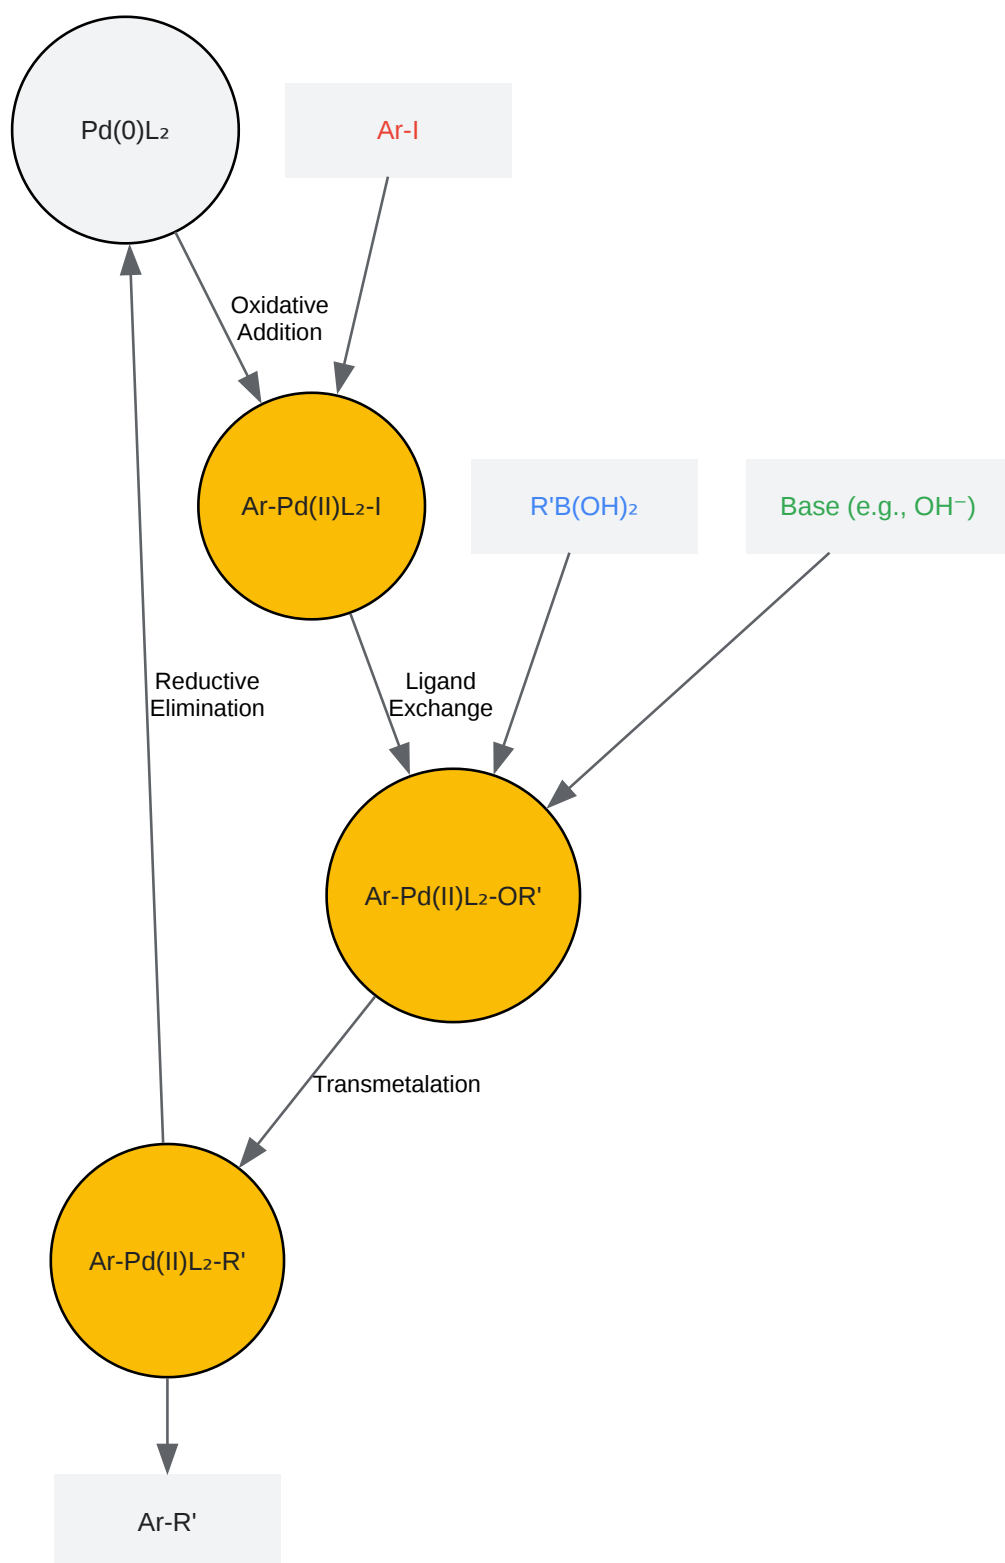 Pd(0)L₂
Ar-I
Oxidative
Addition
Ar-Pd(II)L₂-I
R'B(OH)₂
Base (e.g., OH⁻)
Reductive
Elimination
Ligand
Exchange
Ar-Pd(II)L₂-OR'
Transmetalation
Ar-Pd(II)L₂-R'
Ar-R'